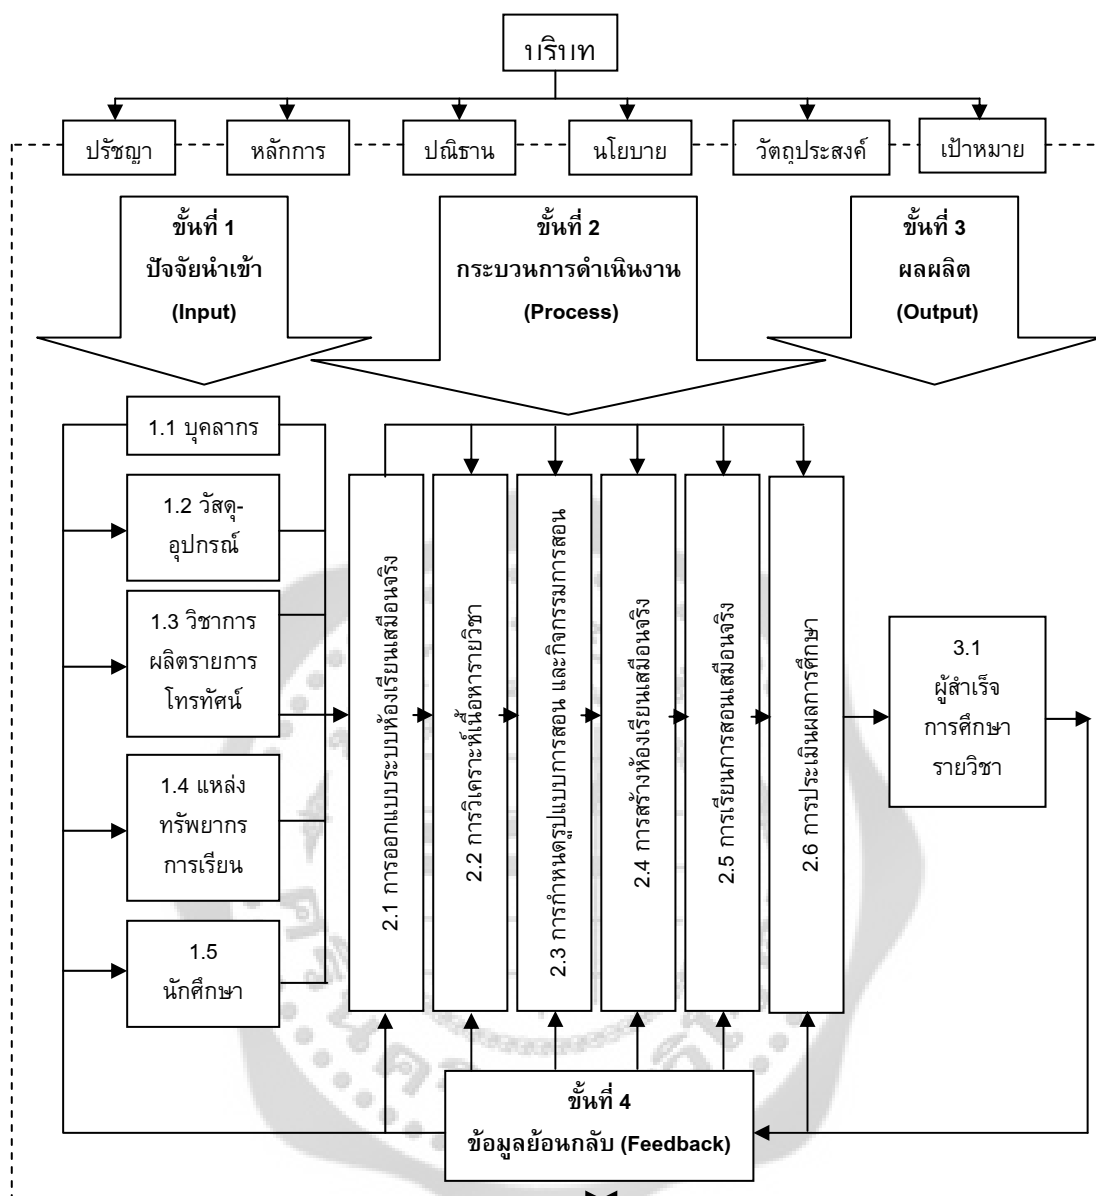 บริบท
ปรัชญา
หลักการ
ปณิธาน
นโยบาย
วัตถุประสงค์
เป้าหมาย
ขั้นที่ 1
ปัจจัยนำเข้า
(Input)
ขั้นที่ 2
กระบวนการดำเนินงาน
(Process)
ขั้นที่ 3
ผลผลิต
(Output)
1.1 บุคลากร
1.2 วัสดุ-
อุปกรณ์
1.3 วิชาการ
ผลิตรายการ
โทรทัศน์
1.4 แหล่ง
ทรัพยากร
การเรียน
1.5
นักศึกษา
2.1 การออกแบบระบบห้องเรียนเสมือนจริง
2.2 การวิเคราะห์เนื้อหารายวิชา
2.3 การกำหนดรูปแบบการสอน และกิจกรรมการสอน
2.4 การสร้างห้องเรียนเสมือนจริง
2.5 การเรียนการสอนเสมือนจริง
2.6 การประเมินผลการศึกษา
3.1
ผู้สำเร็จ
การศึกษา
รายวิชา
ขั้นที่ 4
ข้อมูลย้อนกลับ (Feedback)